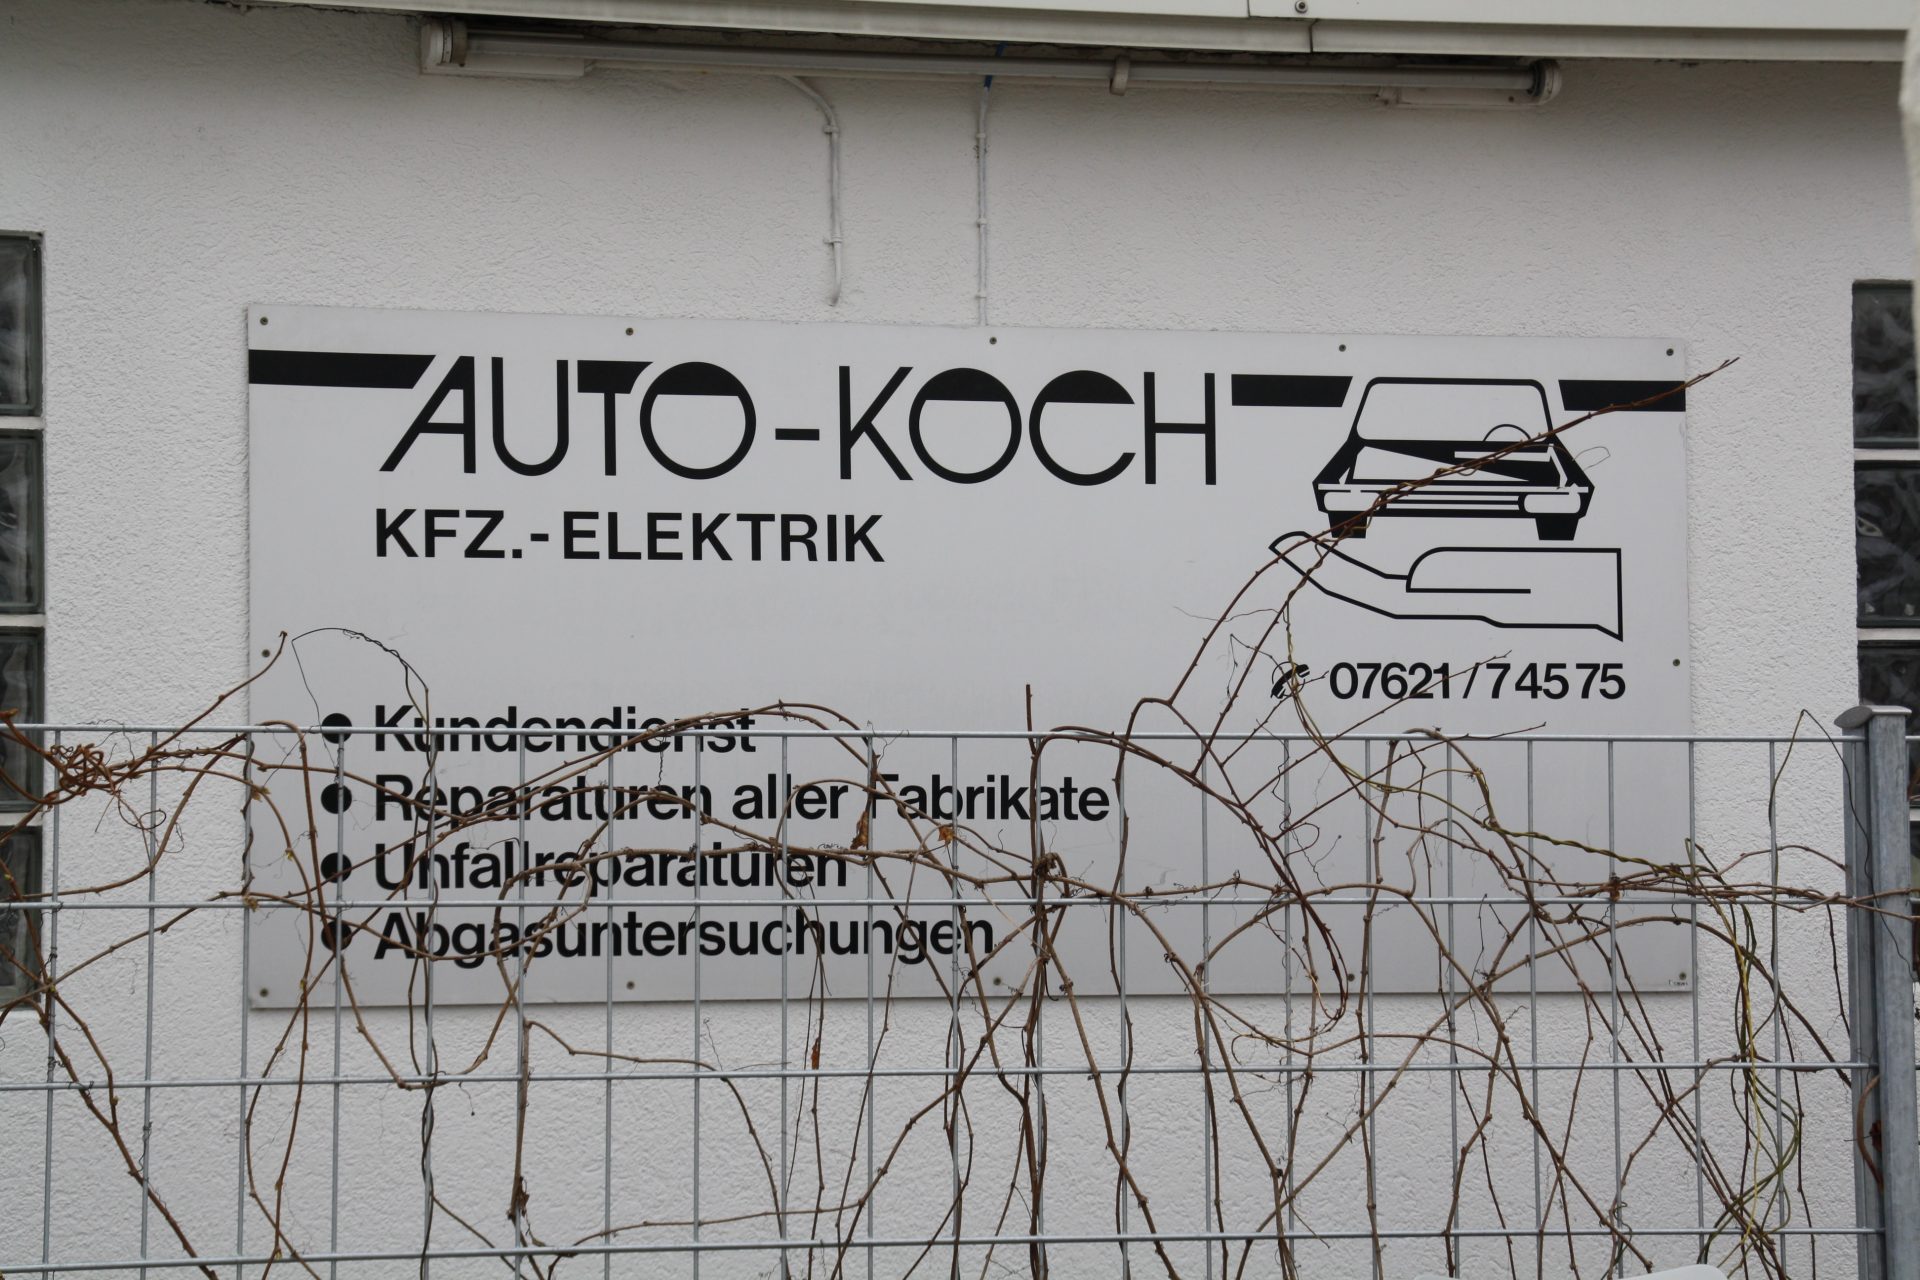 AUTO-KOCH
KFZ.-ELEKTRIK
07621/74575
• Kundendienst
• Reparaturen aller Fabrikate
• Unfallreparaturen
• Abgasuntersuchungen